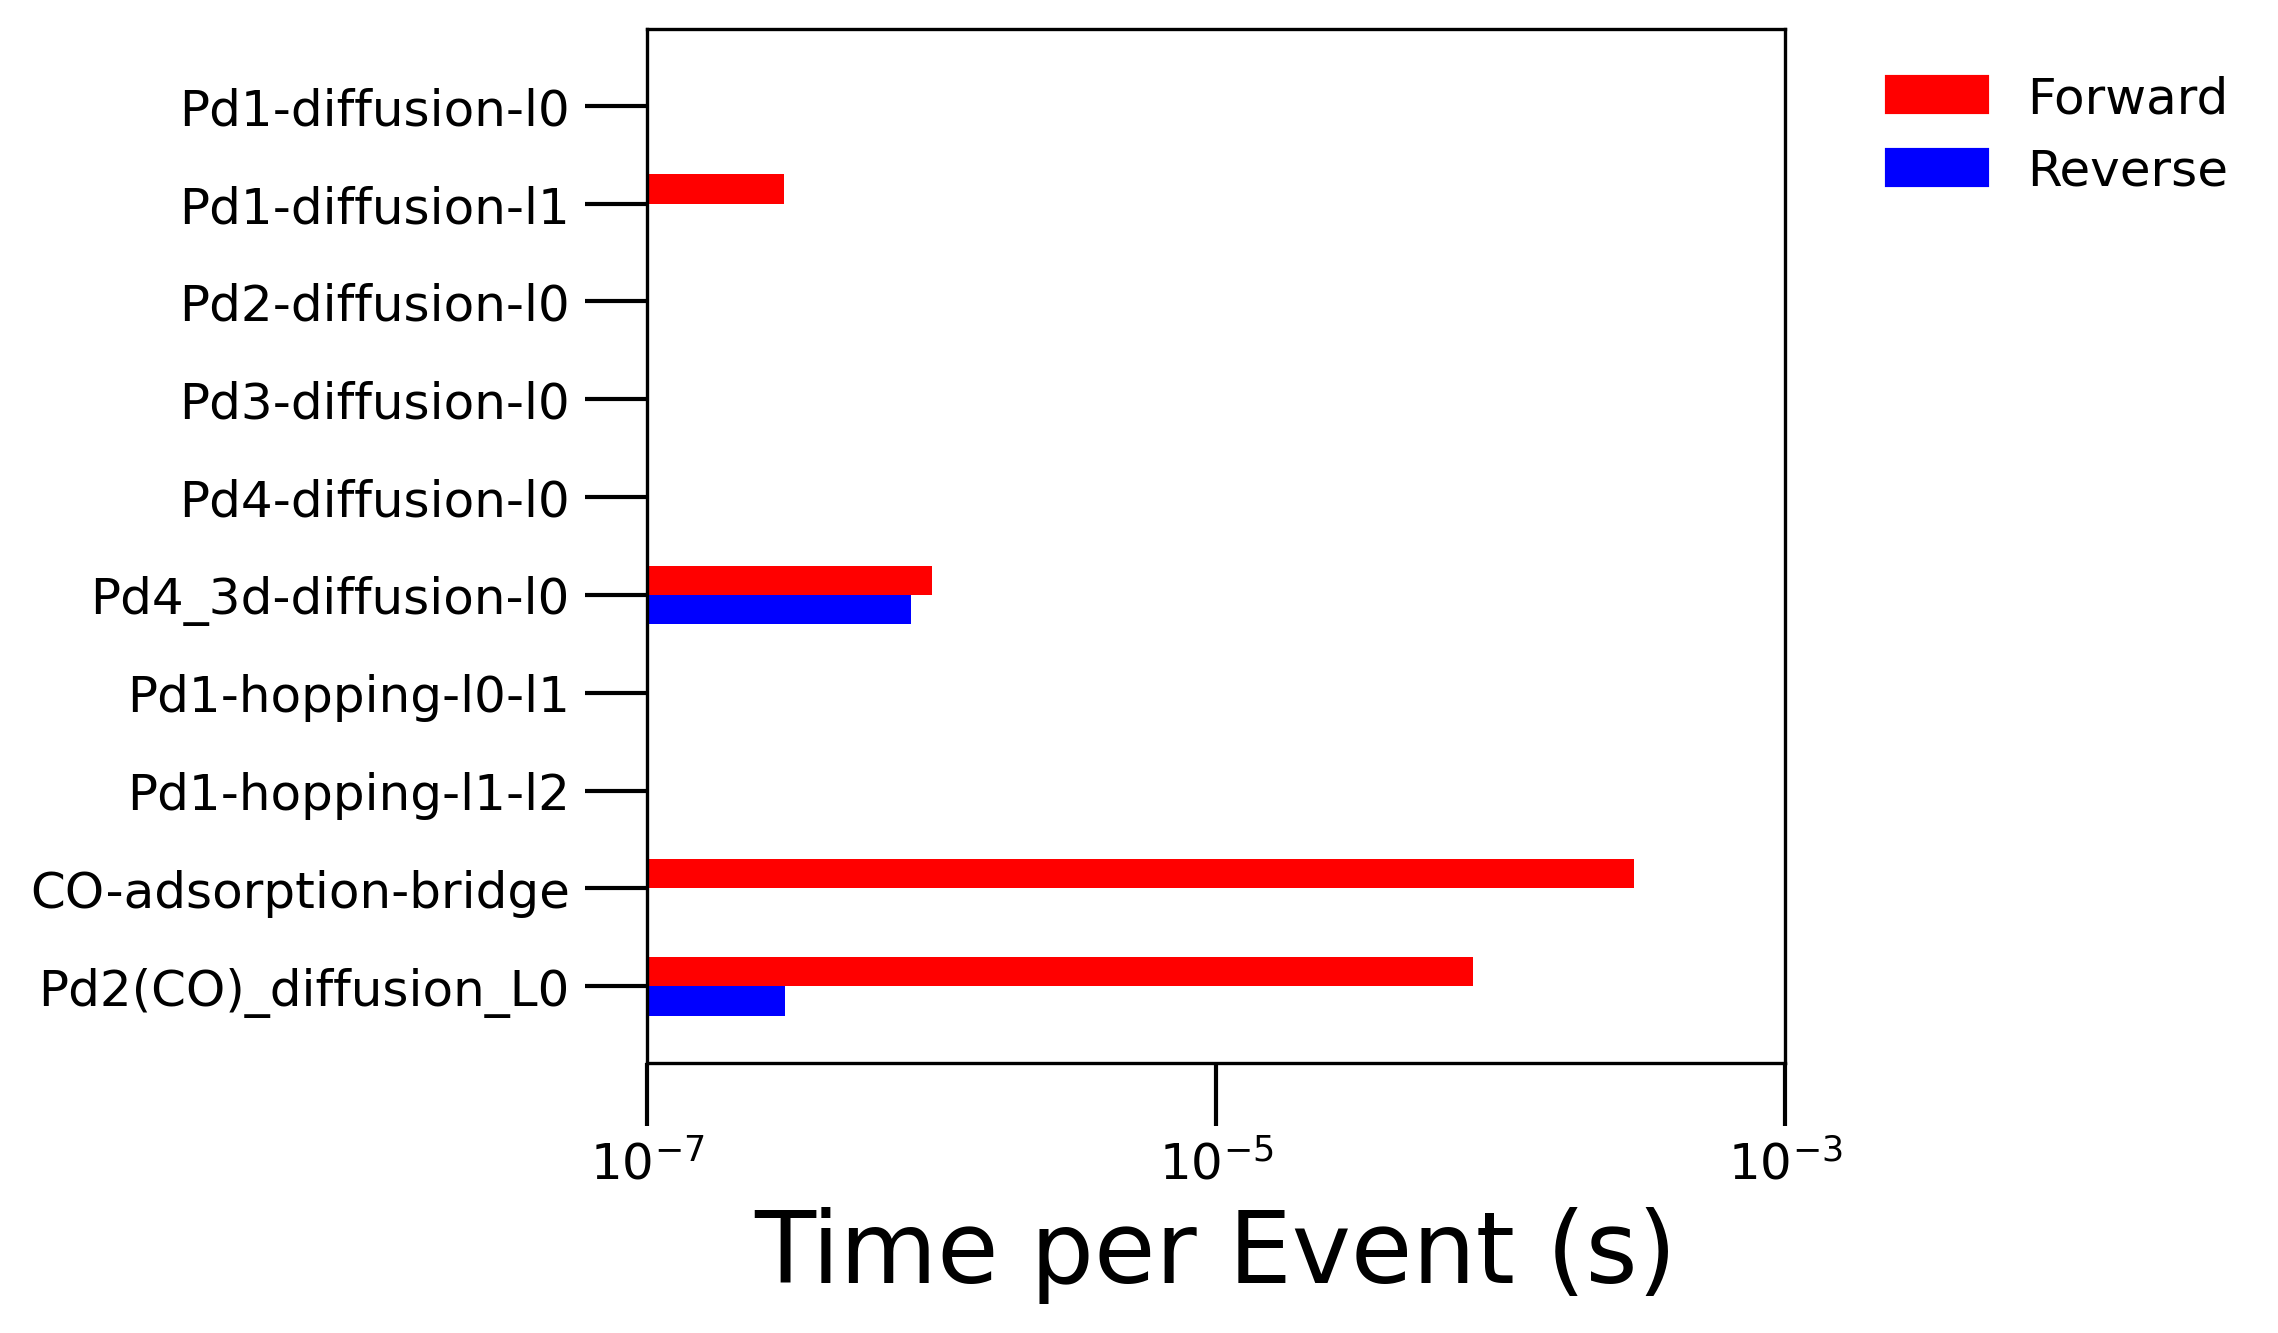 Forward
Reverse
Pd1-diffusion-l0
Pd1-diffusion-l1
Pd2-diffusion-l0
Pd3-diffusion-l0
Pd4-diffusion-l0
Pd4_3d-diffusion-l0
Pd1-hopping-l0-l1
Pd1-hopping-l1-l2
CO-adsorption-bridge
Pd2(CO)_diffusion_L0
10⁻⁷ 10⁻⁵ 10⁻³
Time per Event (s)